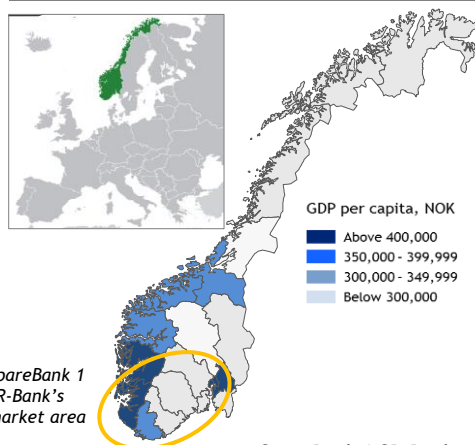 GDP per capita, NOK
Above 400,000
350,000 - 399,999
300,000 - 349,999
Below 300,000
pareBank 1
R-Bank's
market area